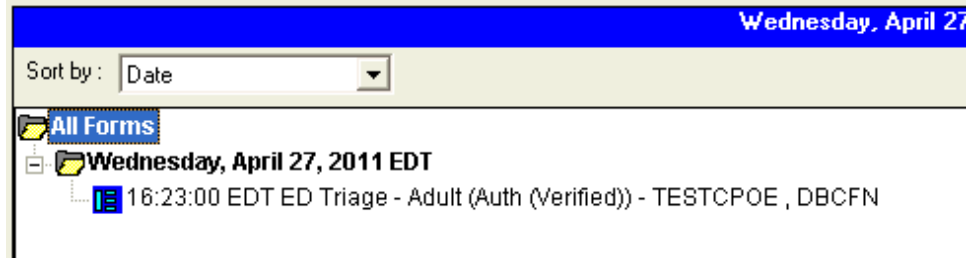 Wednesday, April 27
Sort by : Date
All Forms
Wednesday, April 27, 2011 EDT
16:23:00 EDT ED Triage - Adult (Auth (Verified)) - TESTCPOE , DBCFN